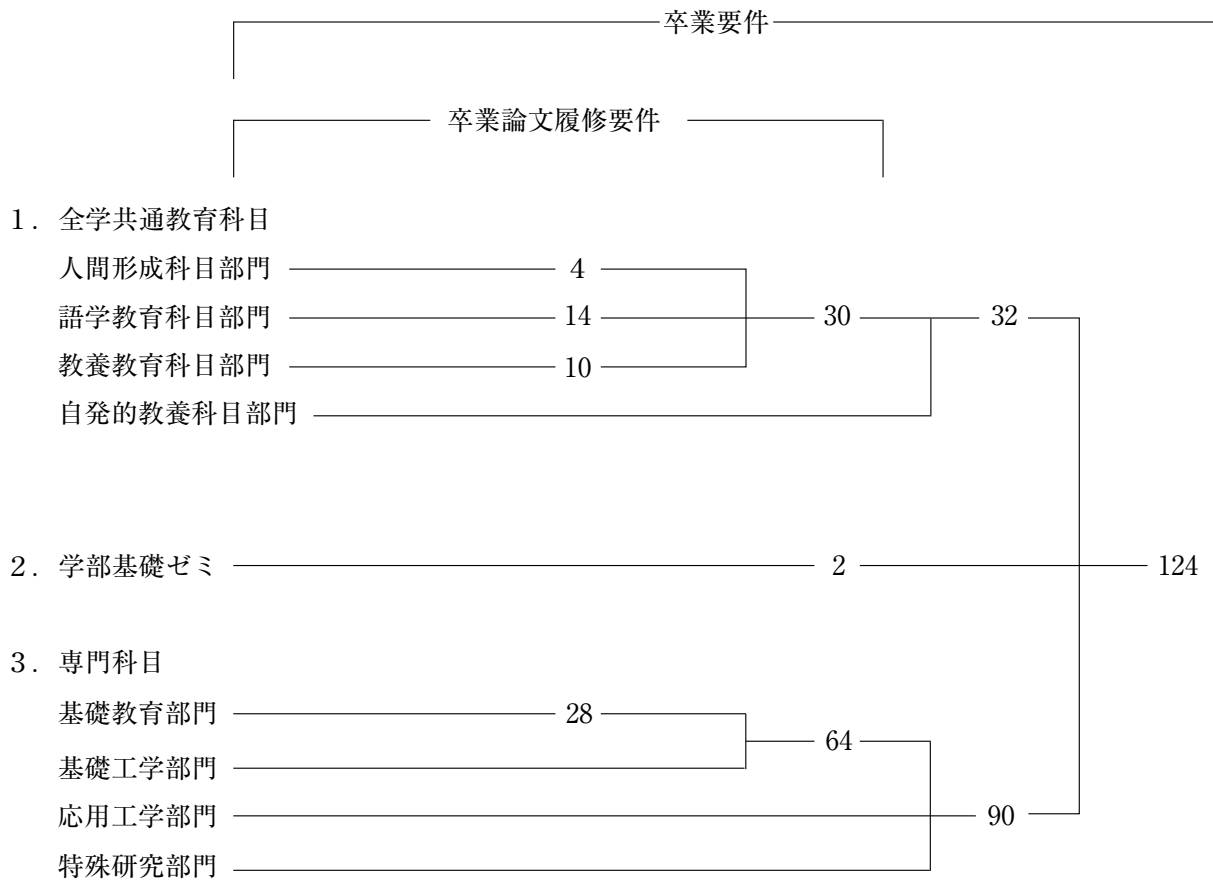 卒業要件
卒業論文履修要件
1. 全学共通教育科目
人間形成科目部門 4
語学教育科目部門 14 30 32
教養教育科目部門 10
自発的教養科目部門
2. 学部基礎ゼミ 2 124
3. 専門科目
基礎教育部門 28
64
基礎工学部門
応用工学部門 90
特殊研究部門